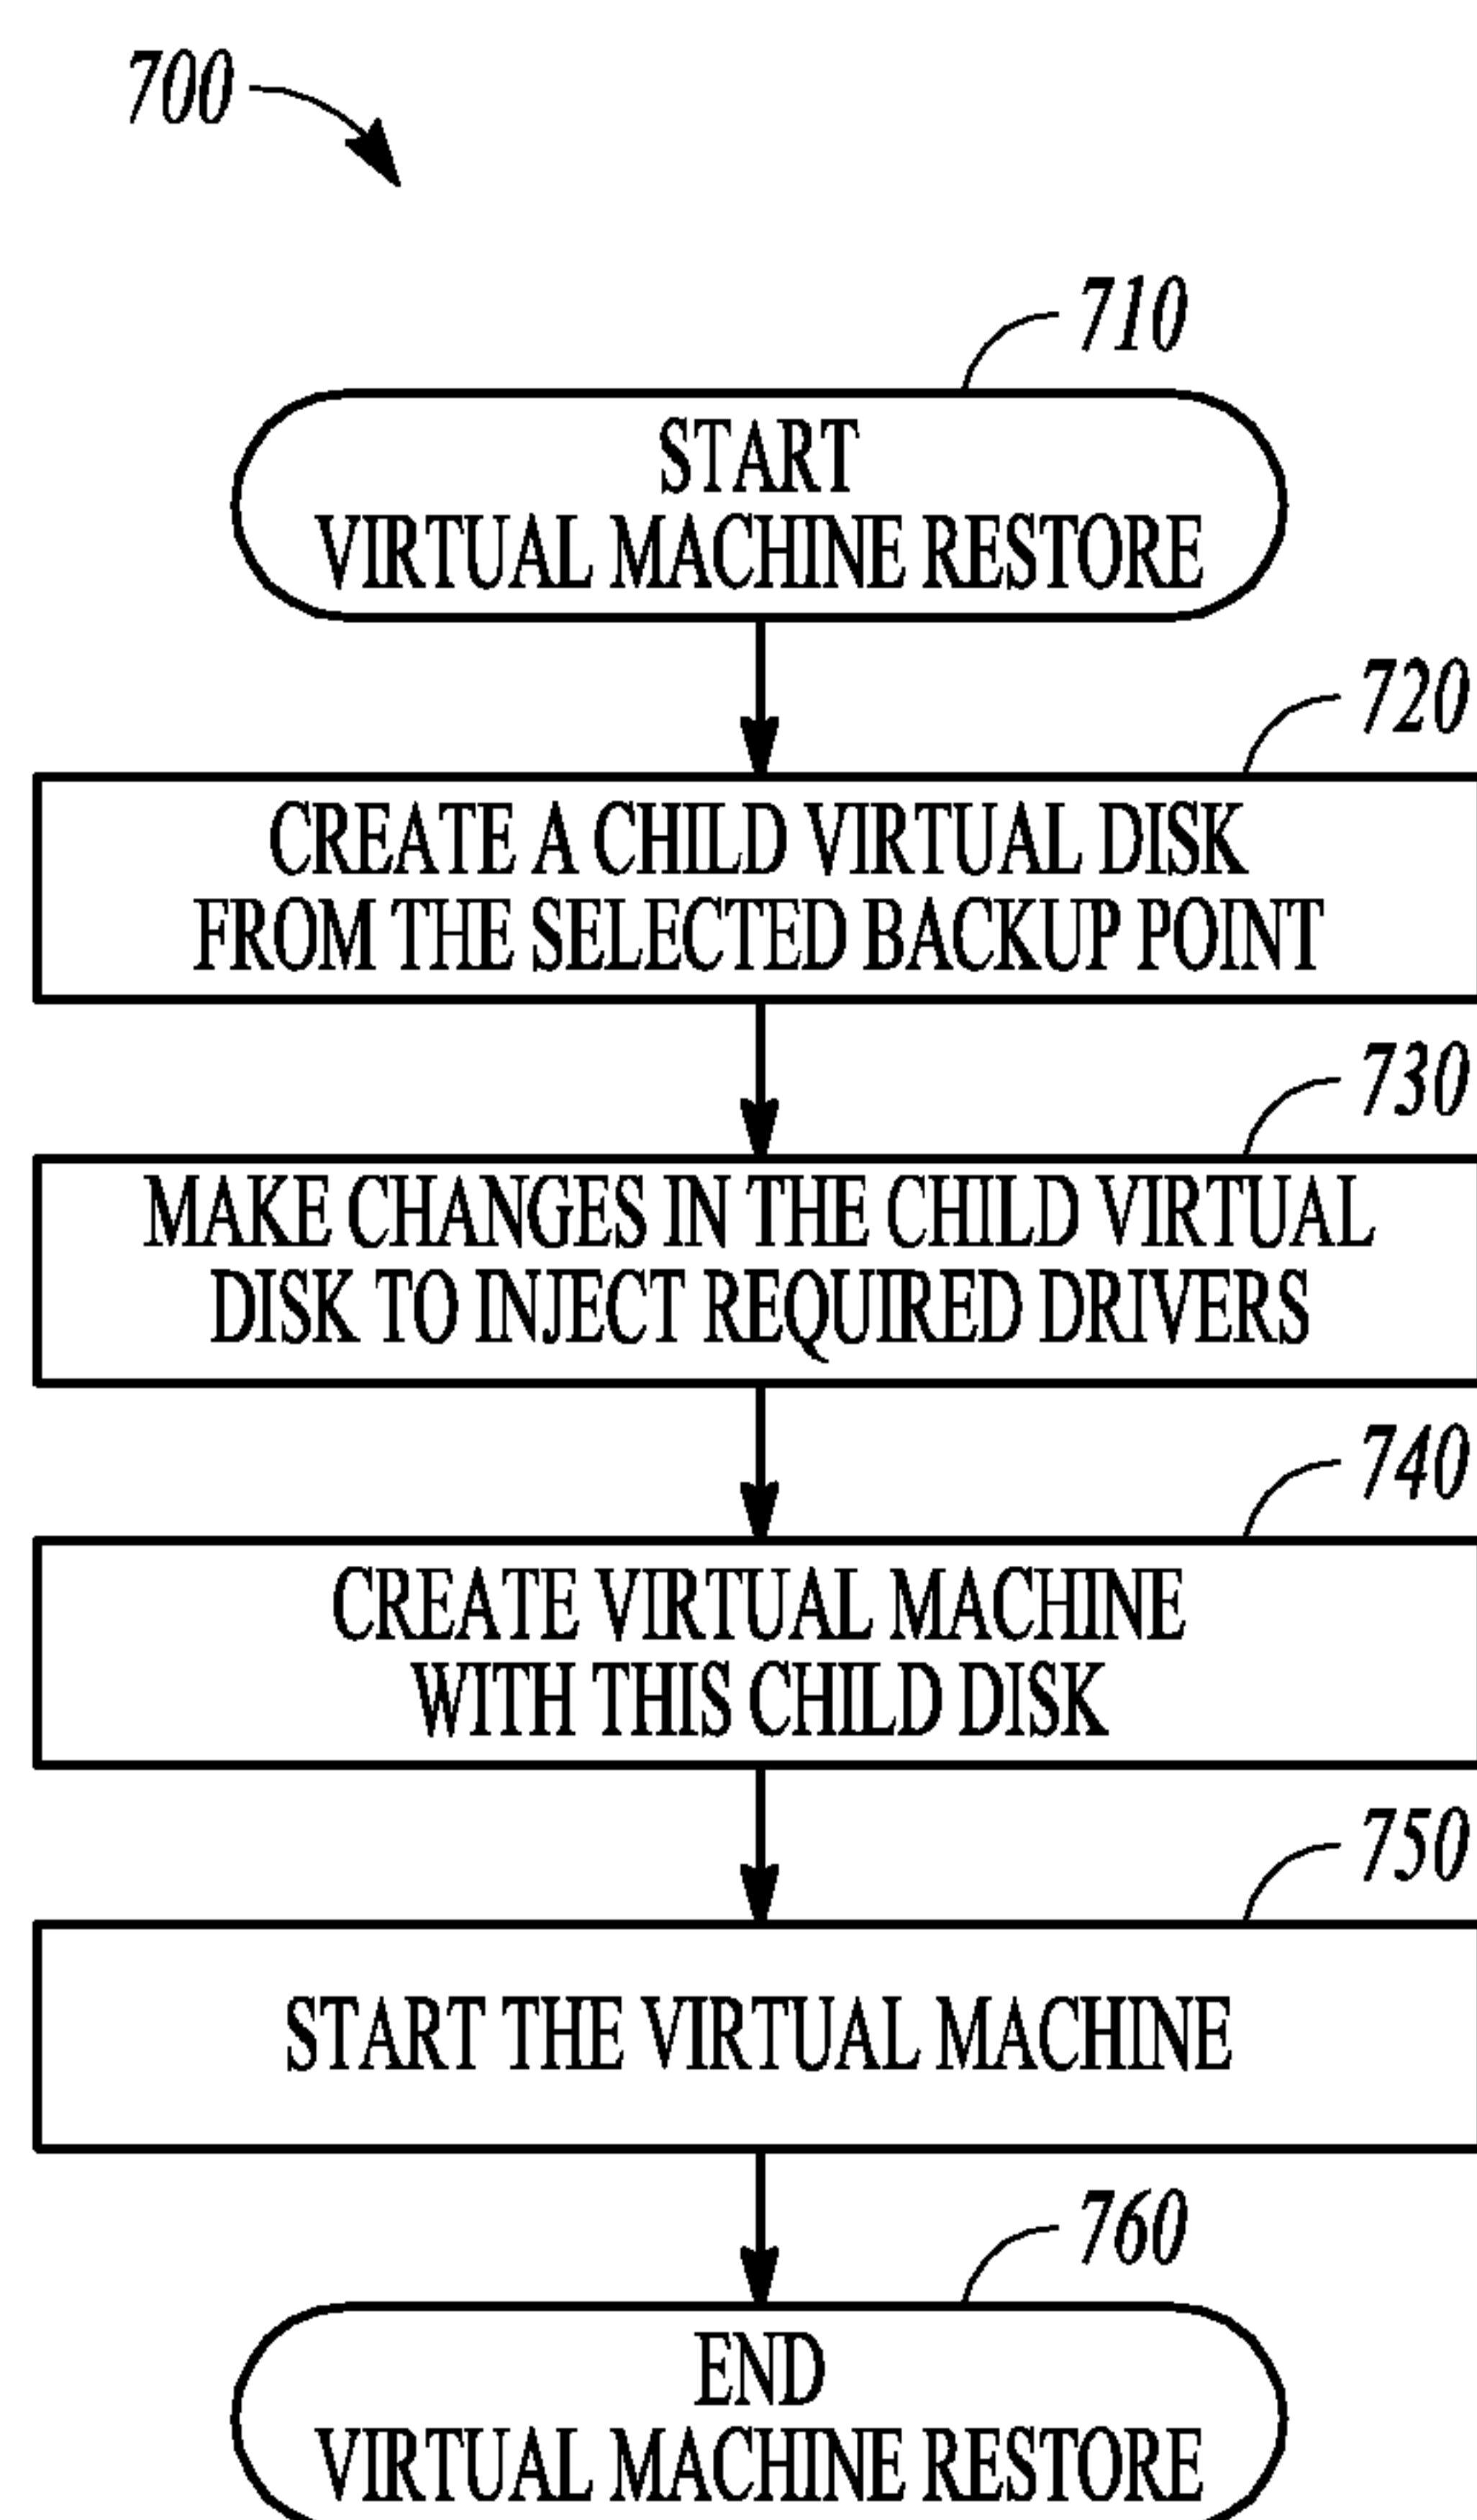 700
710
START
VIRTUAL MACHINE RESTORE
720
CREATE A CHILD VIRTUAL DISK
FROM THE SELECTED BACKUP POINT
730
MAKE CHANGES IN THE CHILD VIRTUAL
DISK TO INJECT REQUIRED DRIVERS
740
CREATE VIRTUAL MACHINE
WITH THIS CHILD DISK
750
START THE VIRTUAL MACHINE
760
END
VIRTUAL MACHINE RESTORE